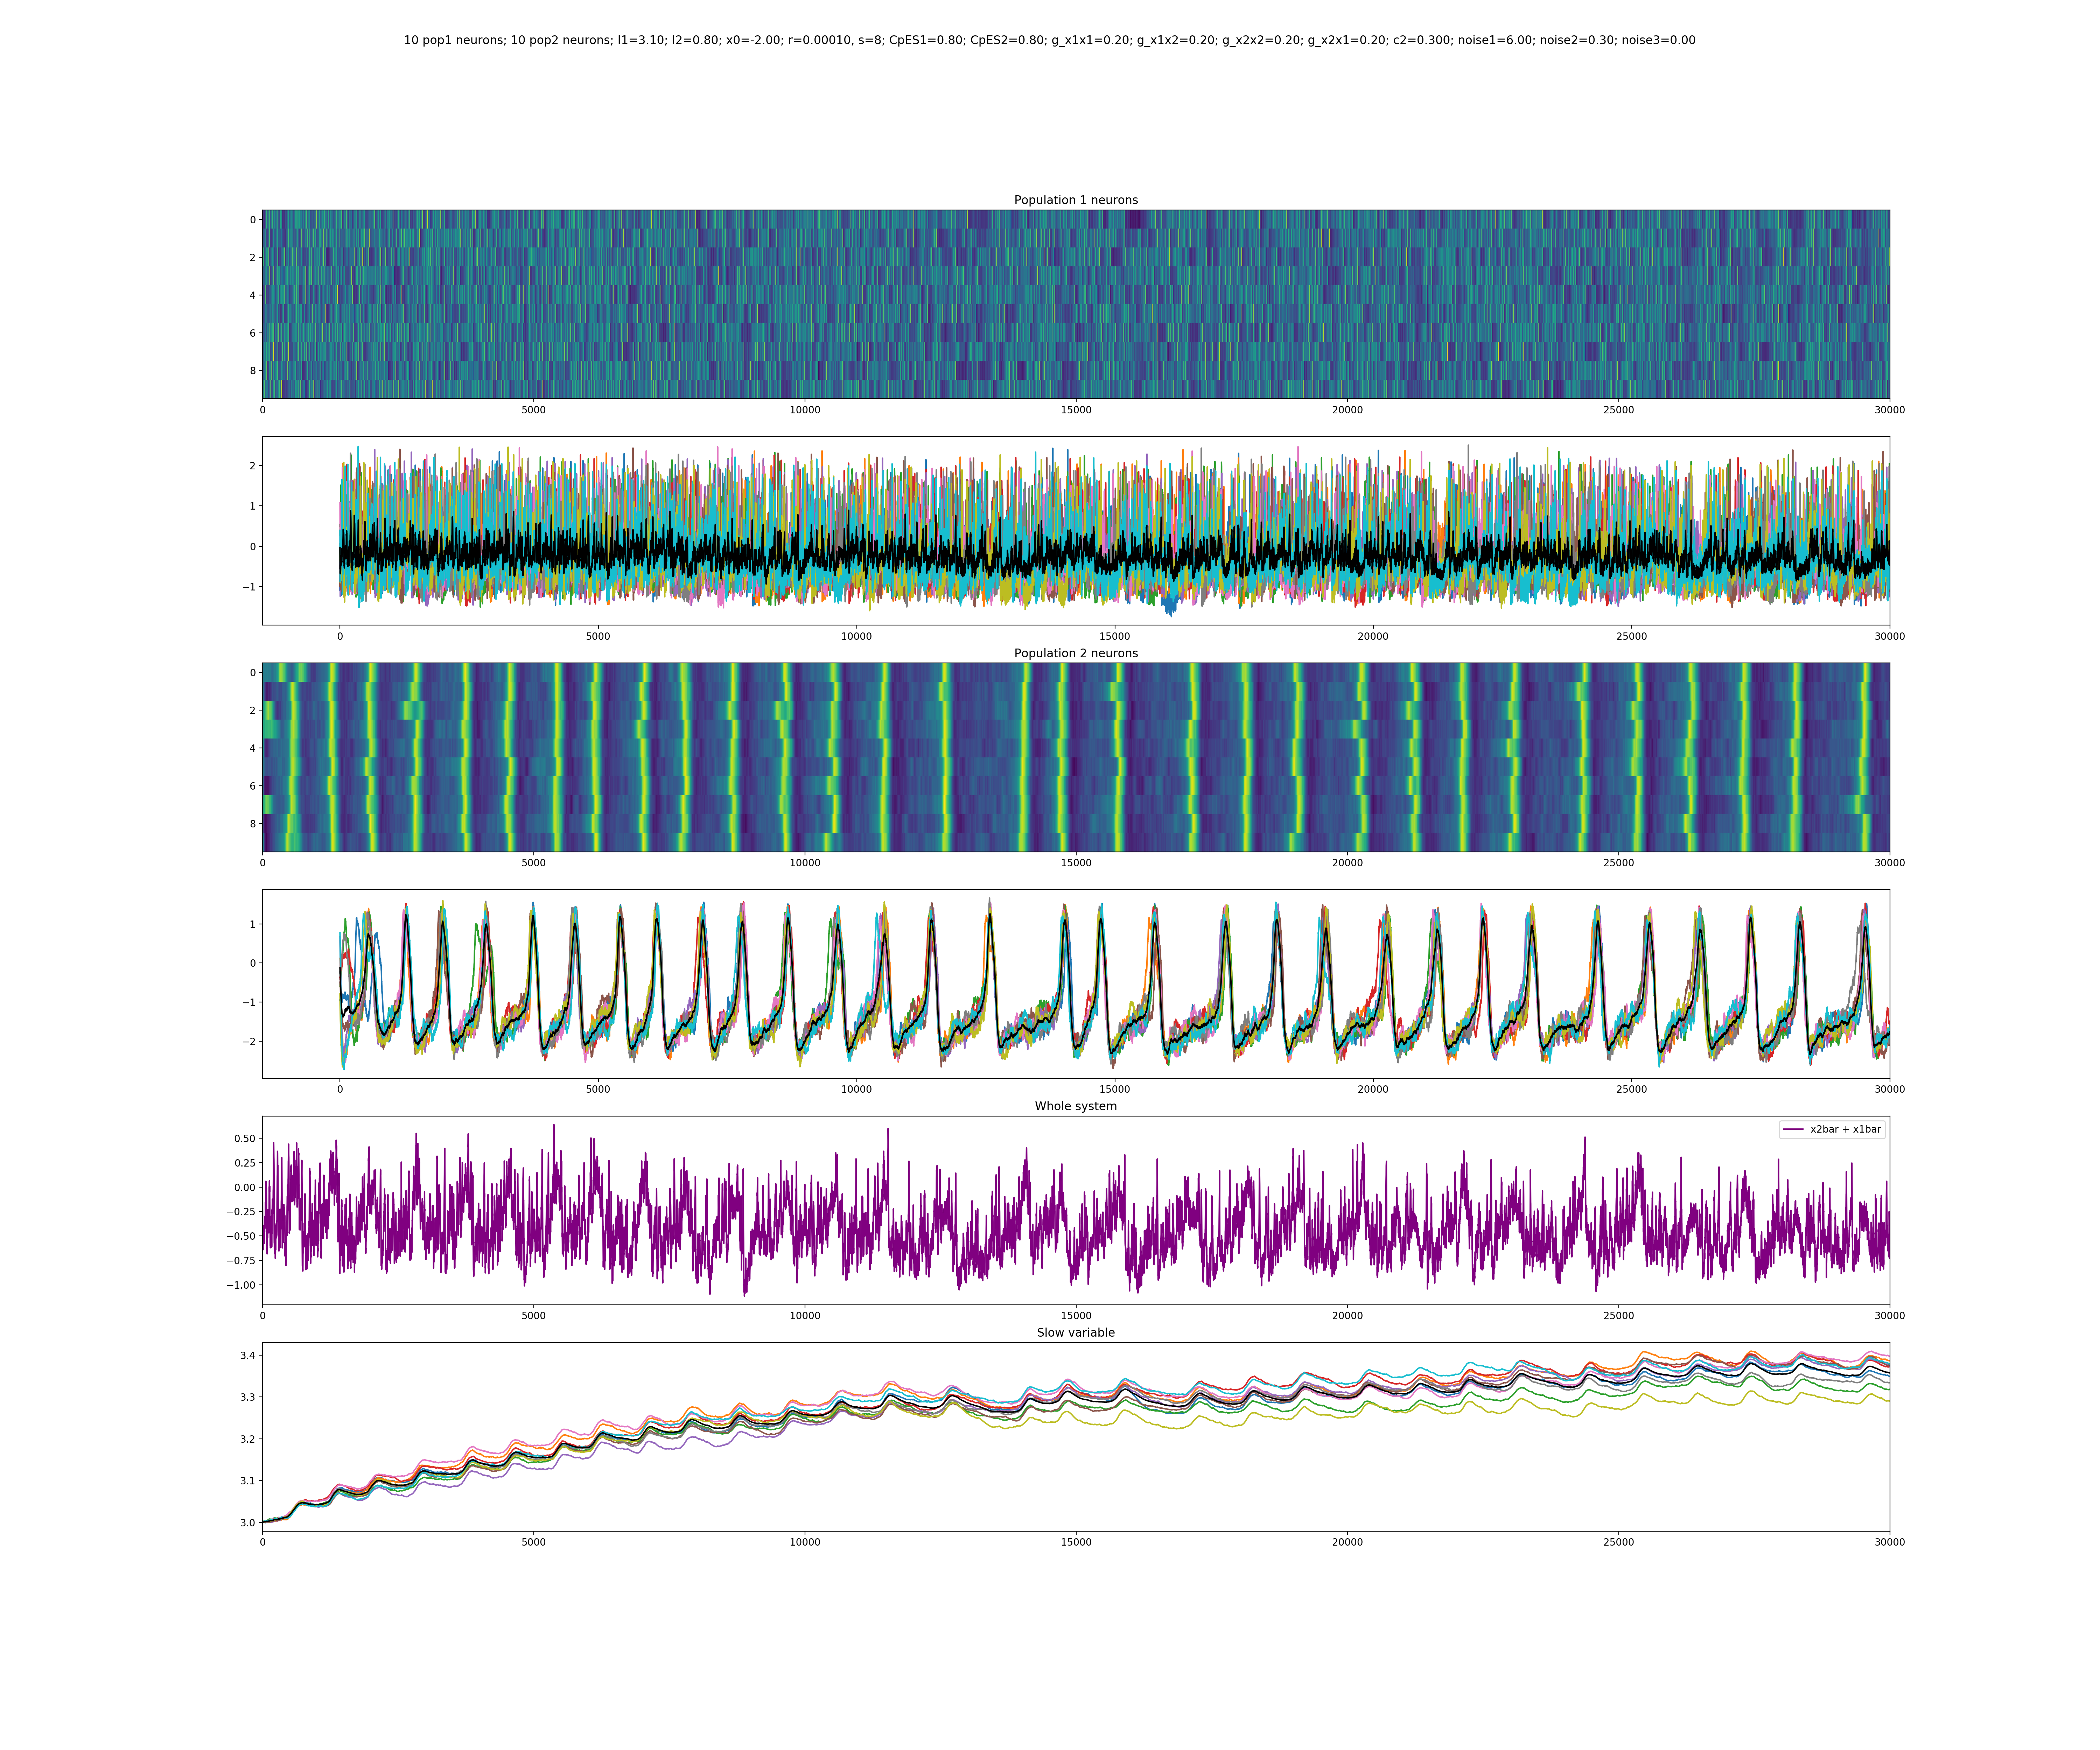 10 pop1 neurons; 10 pop2 neurons; I1=3.10; I2=0.80; x0=-2.00; r=0.00010, s=8; CpES1=0.80; CpES2=0.80; g_x1x1=0.20; g_x1x2=0.20; g_x2x2=0.20; g_x2x1=0.20; c2=0.300; noise1=6.00; noise2=0.30; noise3=0.00
Population 1 neurons
0
2
4
6
8
0 5000 10000 15000 20000 25000 30000
2
1
0
−1
0 5000 10000 15000 20000 25000 30000
Population 2 neurons
0
2
4
6
8
0 5000 10000 15000 20000 25000 30000
1
0
−1
−2
0 5000 10000 15000 20000 25000 30000
Whole system
x2bar + x1bar
0.50
0.25
0.00
−0.25
−0.50
−0.75
−1.00
0 5000 10000 15000 20000 25000 30000
Slow variable
3.4
3.3
3.2
3.1
3.0
0 5000 10000 15000 20000 25000 30000